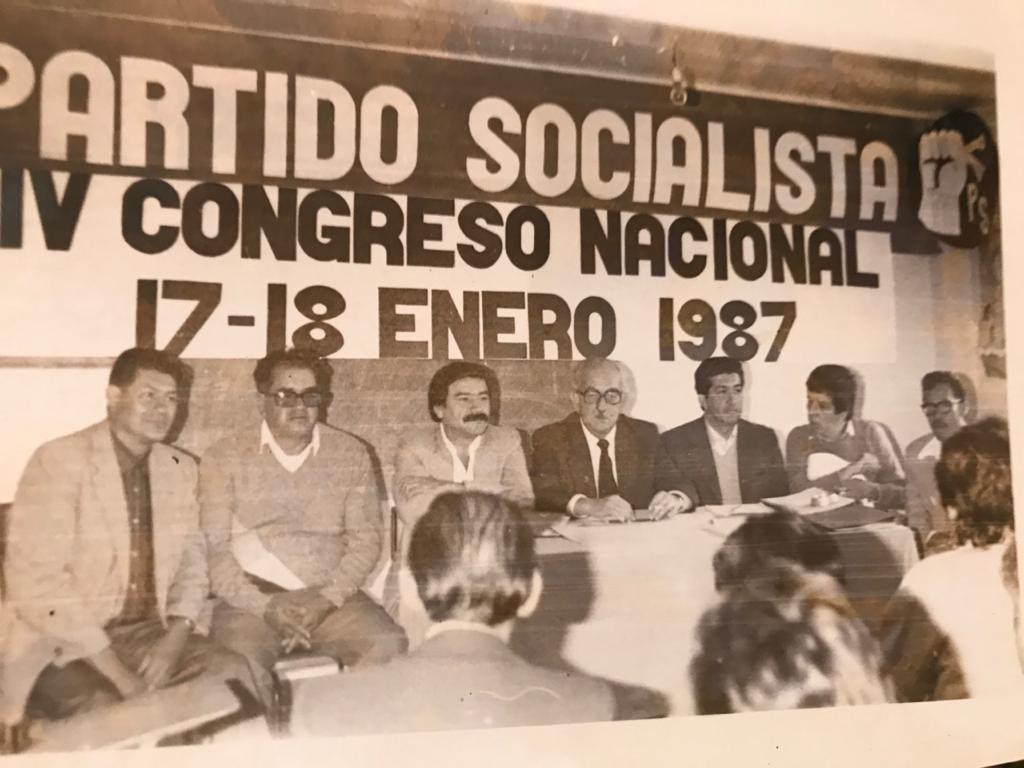 PARTIDO SOCIALISTA
IV CONGRESO NACIONAL
17-18 ENERO 1987
PS